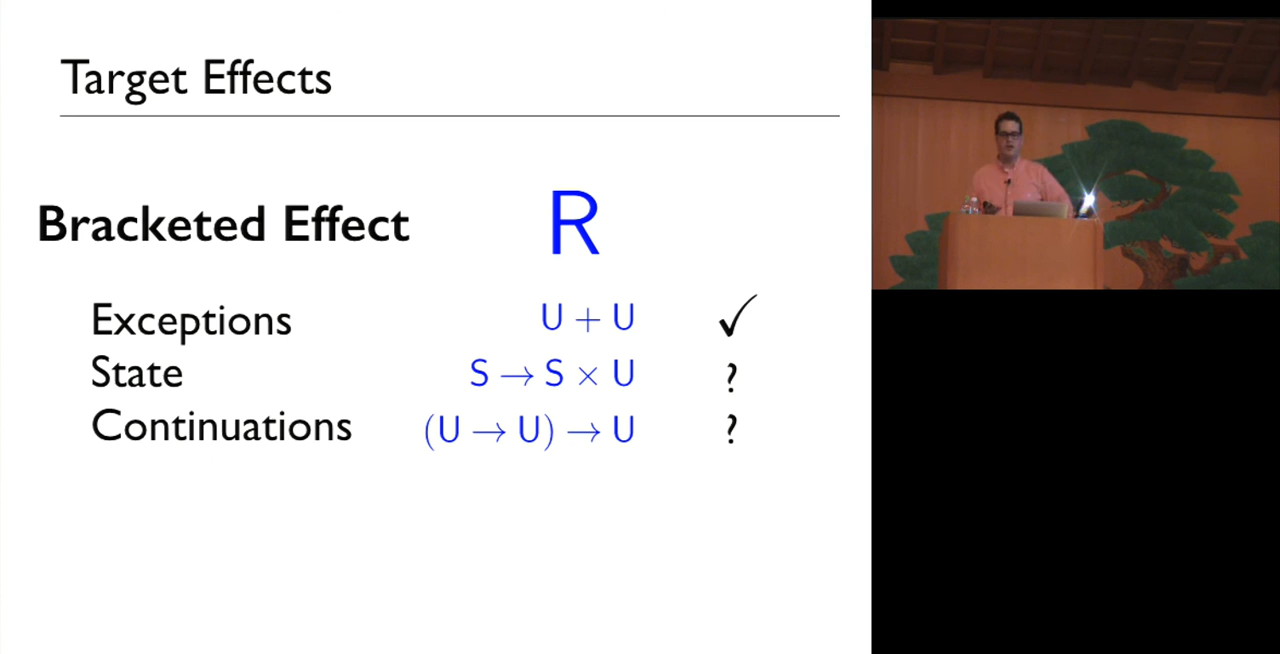 Target Effects
Bracketed Effect R
Exceptions U + U ✓
State S → S × U ?
Continuations (U → U) → U ?